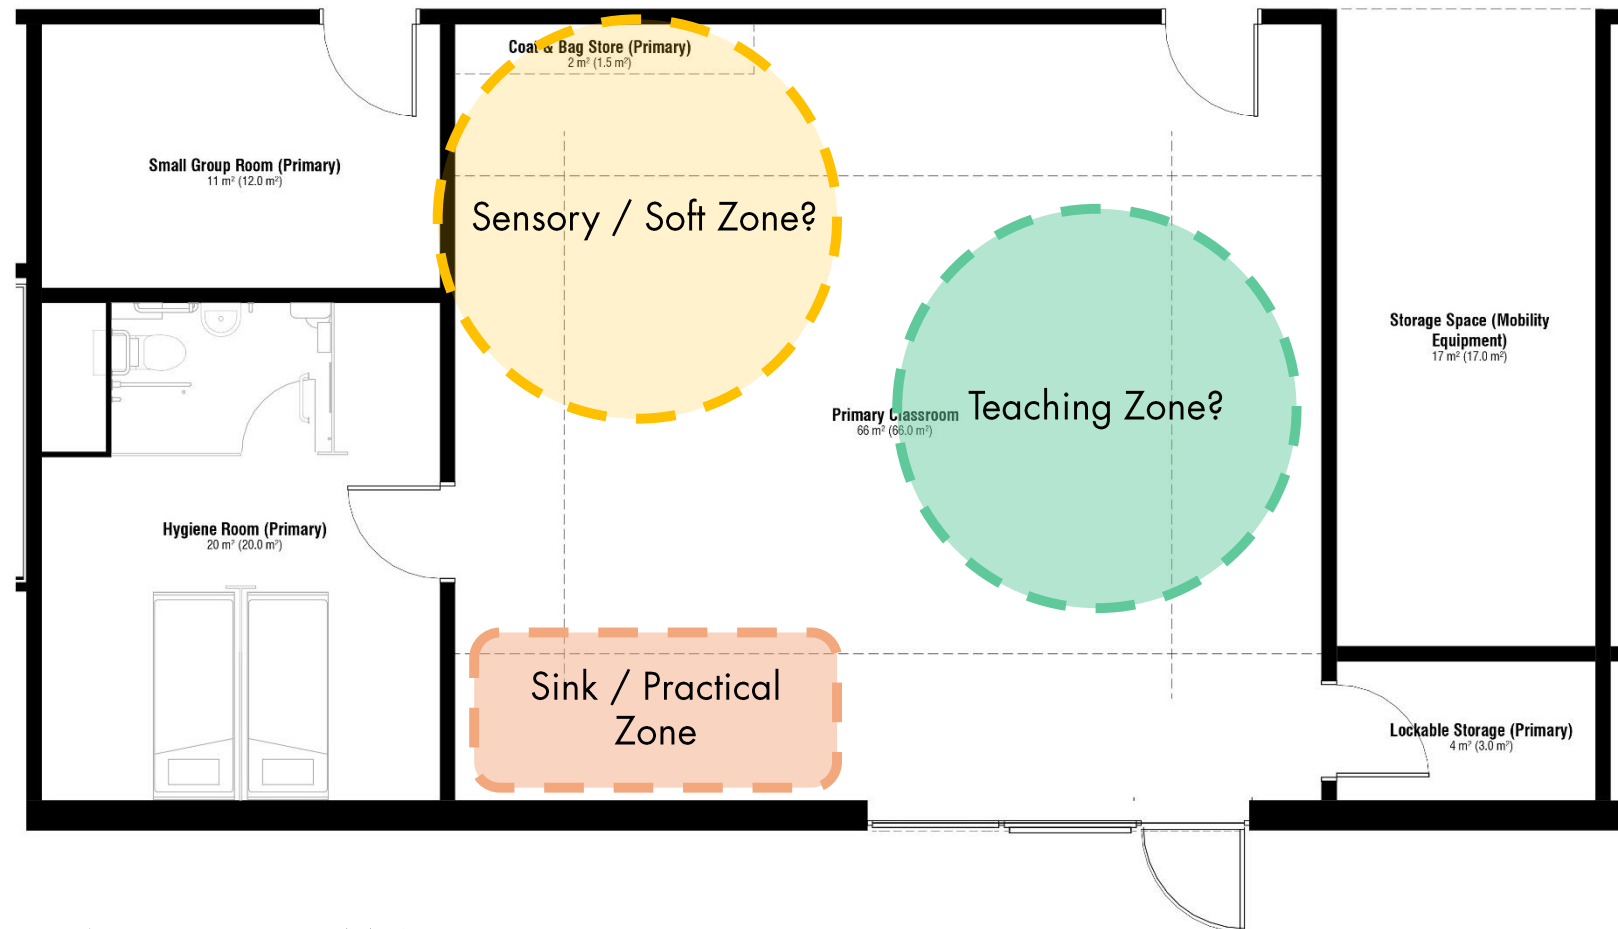 Coat & Bag Store (Primary)
2 m² (1.5 m²)
Small Group Room (Primary)
11 m² (12.0 m²)
Sensory / Soft Zone?
Storage Space (Mobility
Equipment)
17 m² (17.0 m²)
Primary Classroom
66 m² (66.0 m²)
Teaching Zone?
Hygiene Room (Primary)
20 m² (20.0 m²)
Sink / Practical
Zone
Lockable Storage (Primary)
4 m² (3.0 m²)